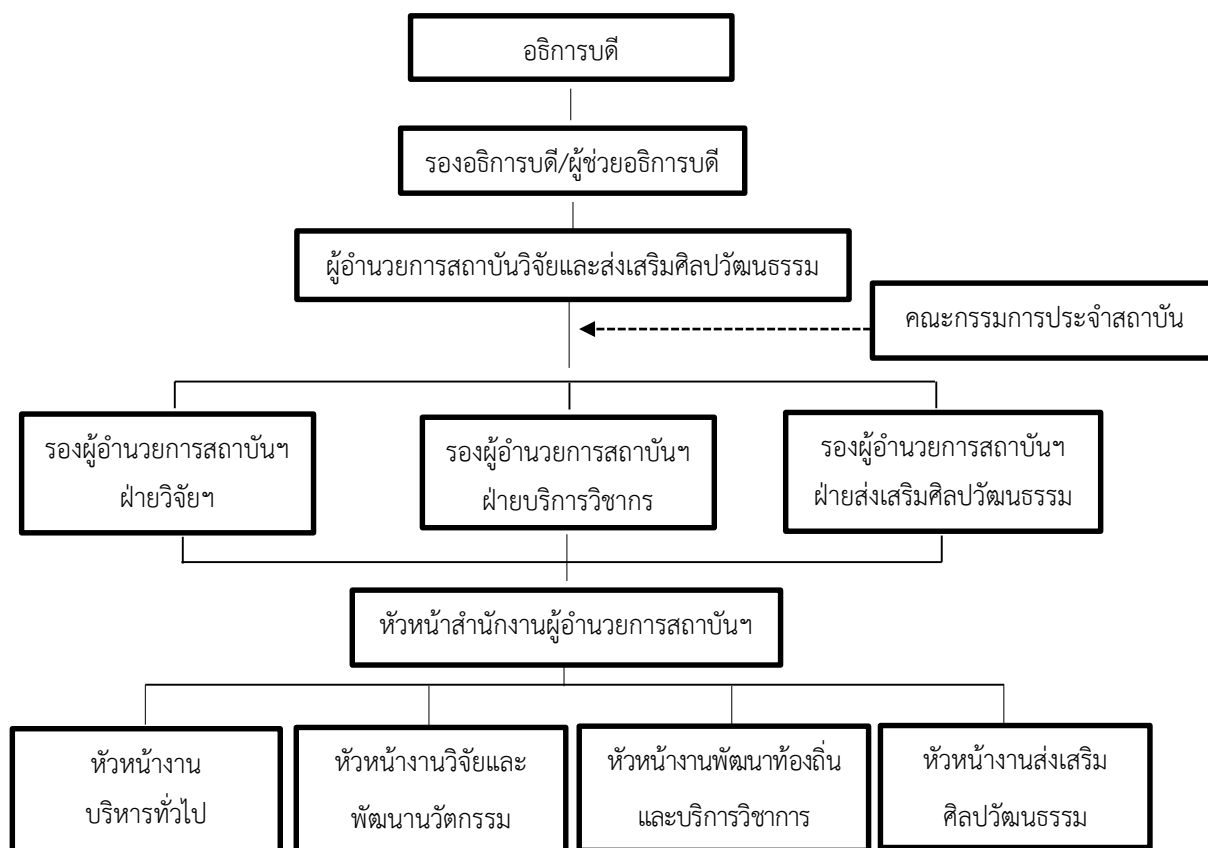 อธิการบดี
รองอธิการบดี/ผู้ช่วยอธิการบดี
ผู้อำนวยการสถาบันวิจัยและส่งเสริมศิลปวัฒนธรรม
คณะกรรมการประจำสถาบัน
รองผู้อำนวยการสถาบันฯ
ฝ่ายวิจัยฯ
รองผู้อำนวยการสถาบันฯ
ฝ่ายบริการวิชากร
รองผู้อำนวยการสถาบันฯ
ฝ่ายส่งเสริมศิลปวัฒนธรรม
หัวหน้าสำนักงานผู้อำนวยการสถาบันฯ
หัวหน้างาน
บริหารทั่วไป
หัวหน้างานวิจัยและ
พัฒนานวัตกรรม
หัวหน้างานพัฒนาท้องถิ่น
และบริการวิชาการ
หัวหน้างานส่งเสริม
ศิลปวัฒนธรรม